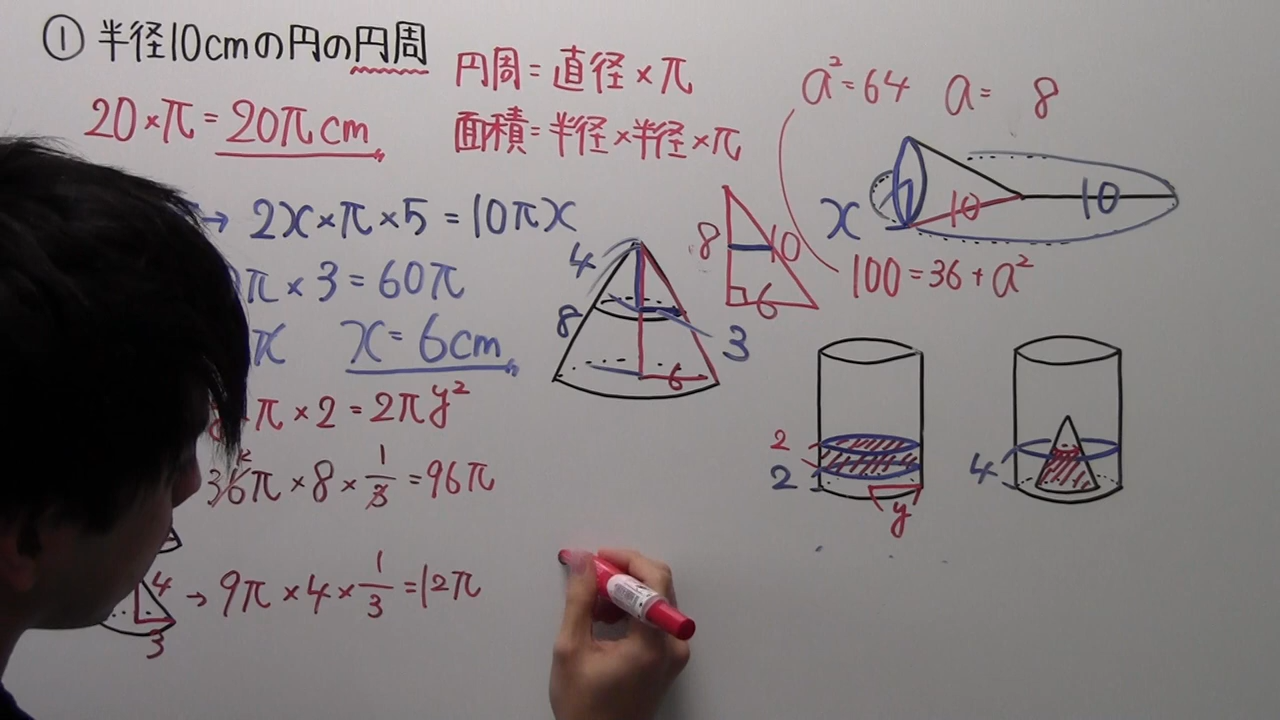 ① 半径10cmの円の円周
円周=直径×π
20×π=20πcm
面積=半径×半径×π
a²=64 a= 8
→ 2x×π×5=10πx
π×3=60π
x=6cm
π×2=2πy²
36π×8×1/3=96π
→9π×4×1/3=12π
4
3
4
8
3
6
8
10
6
x
10
10
100=36+a²
2
2
y
4